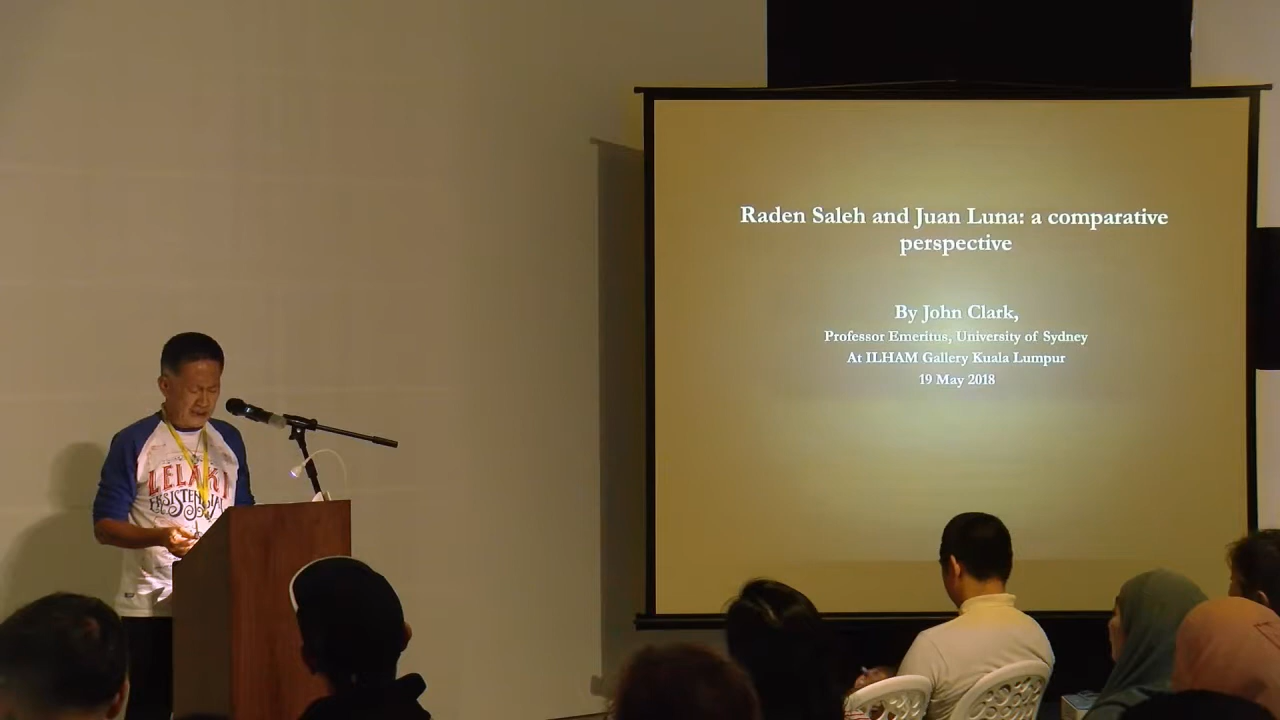 Raden Saleh and Juan Luna: a comparative
perspective
By John Clark,
Professor Emeritus, University of Sydney
At ILHAM Gallery Kuala Lumpur
19 May 2018
LELAKI
EKSISTENSIAL